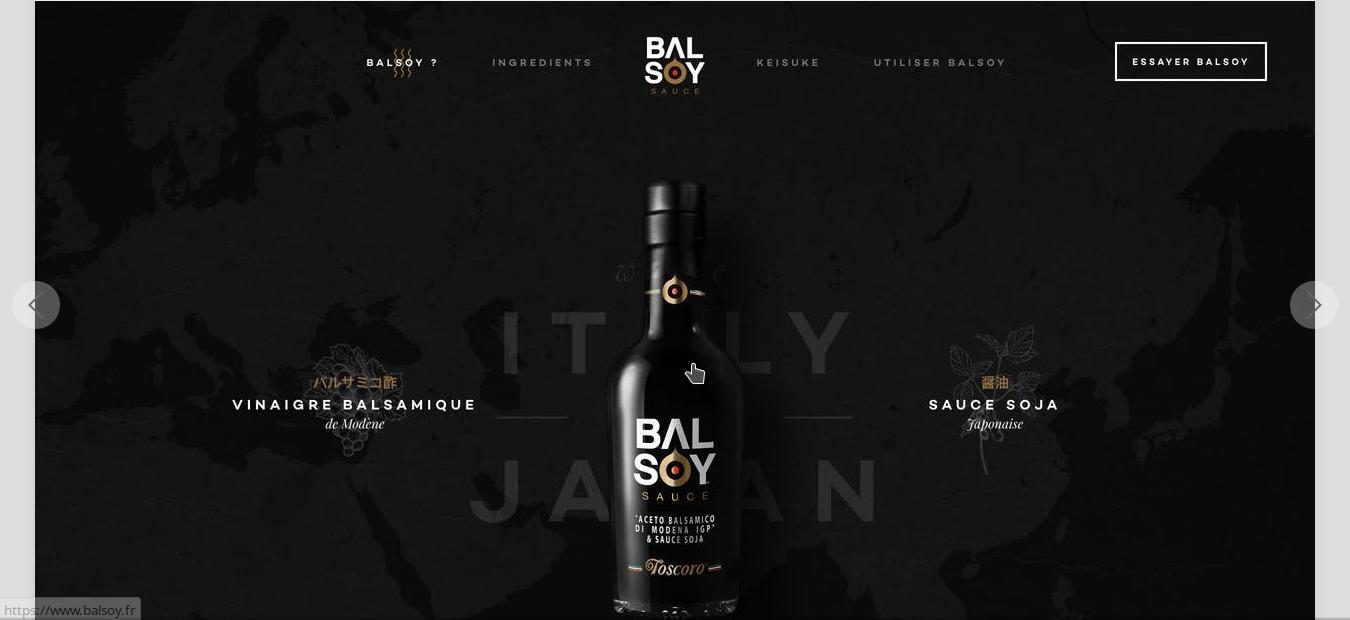 BALSOY ?
INGREDIENTS
BAL
SOY
SAUCE
KEISUKE
UTILISER BALSOY
ESSAYER BALSOY
バルサミコ酢
VINAIGRE BALSAMIQUE
de Modène
醤油
SAUCE SOJA
Japonaise
BAL
SOY
SAUCE
"ACETO BALSAMICO
DI MODENA IGP"
& SAUCE SOJA
Toscoro
https://www.balsoy.fr